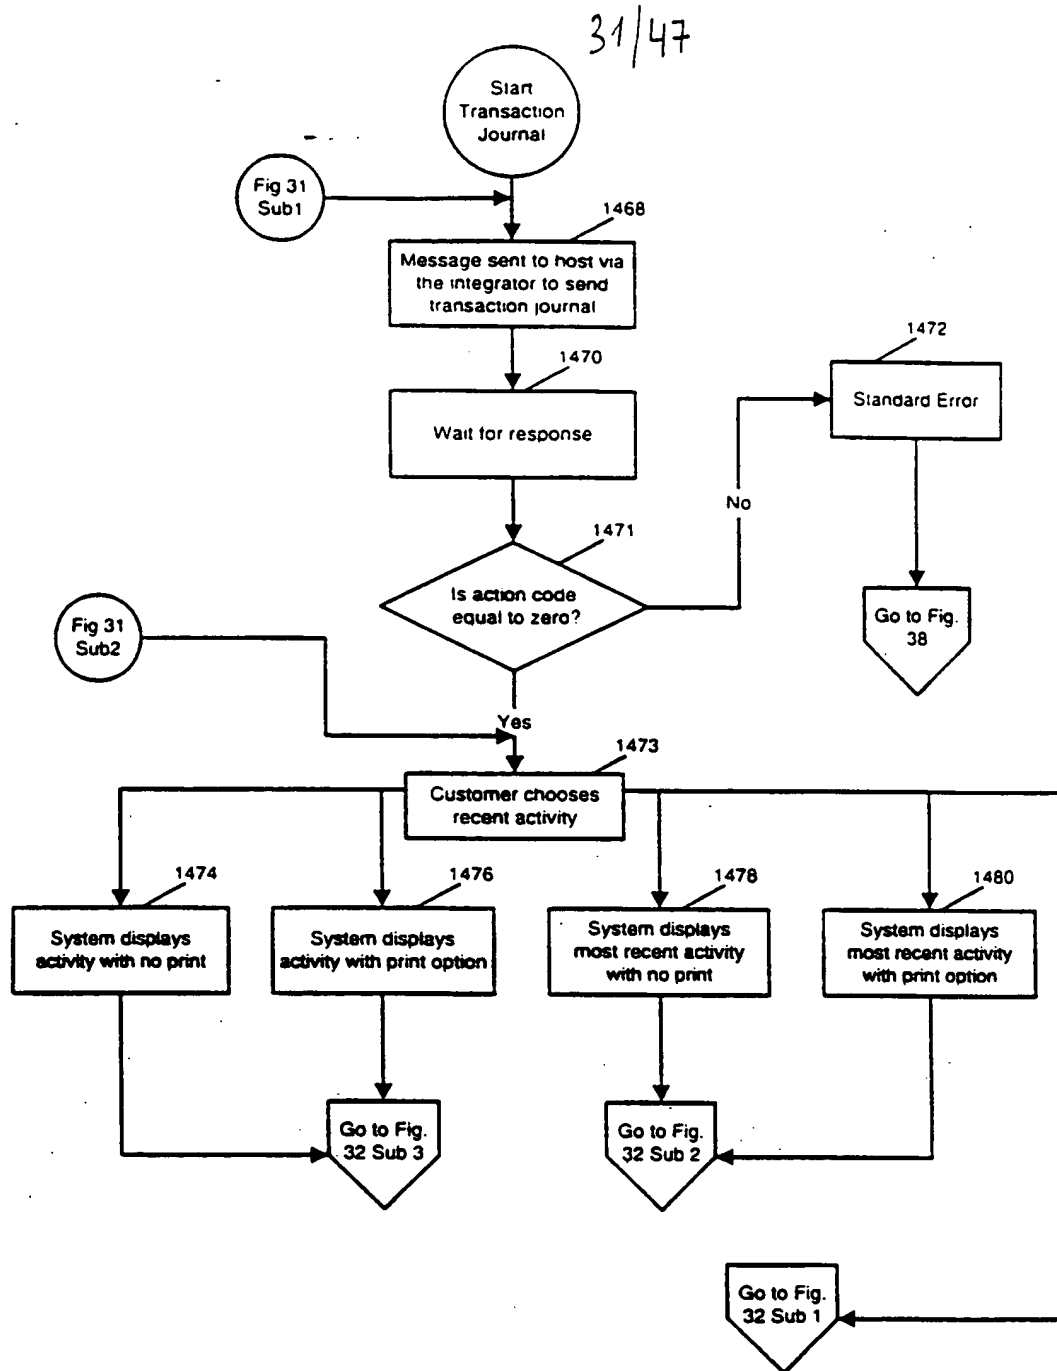 31/47
Start
Transaction
Journal
Fig 31
Sub1
1468
Message sent to host via
the integrator to send
transaction journal
1470
Wait for response
1472
Standard Error
No
1471
Is action code
equal to zero?
Go to Fig.
38
Fig 31
Sub2
Yes
1473
Customer chooses
recent activity
1474
System displays
activity with no print
1476
System displays
activity with print option
1478
System displays
most recent activity
with no print
1480
System displays
most recent activity
with print option
Go to Fig.
32 Sub 3
Go to Fig.
32 Sub 2
Go to Fig.
32 Sub 1